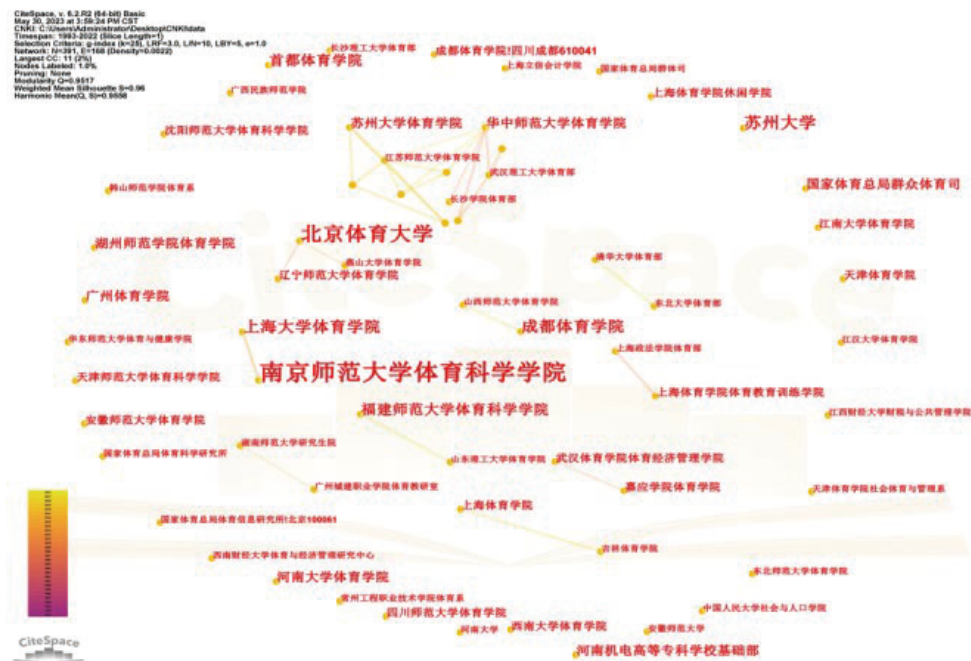 CiteSpace, v. 6.2.R2 (64-bit) Basic
May 30, 2023 at 3:59:24 PM CST
CNKI: C:\Users\Administrator\Desktop\CNKI\data
Timespan: 1993-2022 (Slice Length=1)
Selection Criteria: g-index (k=25), LRF=3.0, L/N=10, LBY=5, e=1.0
Network: N=391, E=168 (Density=0.0022)
Largest CC: 11 (2%)
Nodes Labeled: 1.0%
Pruning: None
Modularity Q=0.9517
Weighted Mean Silhouette S=0.96
Harmonic Mean(Q, S)=0.9558
长沙理工大学体育部
成都体育学院!四川成都610041
首都体育学院
上海立信会计学院
国家体育总局群体司
广西民族师范学院
上海体育学院休闲学院
苏州大学体育学院
华中师范大学体育学院
苏州大学
沈阳师范大学体育科学学院
江苏师范大学体育学院
武汉理工大学体育部
韩山师范学院体育系
国家体育总局群众体育司
长沙学院体育部
江南大学体育学院
北京体育大学
湖州师范学院体育学院
清华大学体育部
燕山大学体育学院
辽宁师范大学体育学院
天津体育学院
广州体育学院
山西师范大学体育学院
东北大学体育部
上海大学体育学院
成都体育学院
华东师范大学体育与健康学院
江汉大学体育学院
上海政法学院体育部
南京师范大学体育科学学院
天津师范大学体育科学学院
上海体育学院体育教育训练学院
福建师范大学体育科学学院
江西财经大学财税与公共管理学院
安徽师范大学体育学院
湖南师范大学研究生院
国家体育总局体育科学研究所
山东理工大学体育学院
武汉体育学院体育经济管理学院
广州城建职业学院体育教研室
嘉应学院体育学院
天津体育学院社会体育与管理系
上海体育学院
国家体育总局体育信息研究所!北京100061
吉林体育学院
西南财经大学体育与经济管理研究中心
东北师范大学体育学院
河南大学体育学院
常州工程职业技术学院体育系
中国人民大学社会与人口学院
四川师范大学体育学院
河南大学
西南大学体育学院
安徽师范大学
河南机电高等专科学校基础部
CiteSpace
CiteSpace